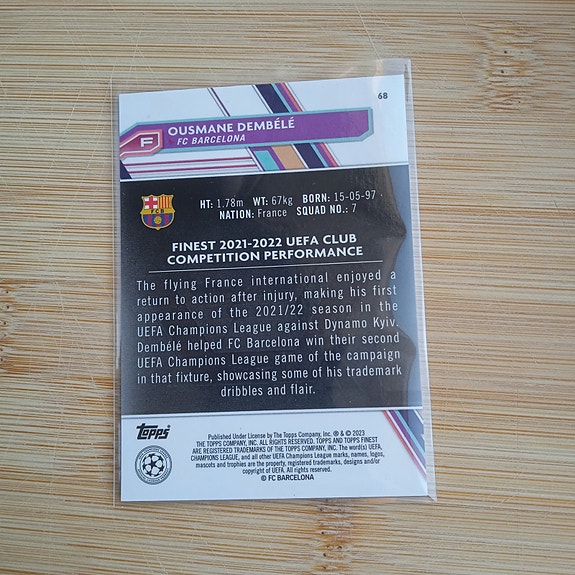 68
OUSMANE DEMBÉLÉ
F
FC BARCELONA
FCB
HT: 1.78m WT: 67kg BORN: 15-05-97
NATION: France SQUAD NO.: 7
FINEST 2021-2022 UEFA CLUB
COMPETITION PERFORMANCE
The flying France international enjoyed a
return to action after injury, making his first
appearance of the 2021/22 season in the
UEFA Champions League against Dynamo Kyiv.
Dembélé helped FC Barcelona win their second
UEFA Champions League game of the campaign
in that fixture, showcasing some of his trademark
dribbles and flair.
topps
Published Under License by The Topps Company, Inc. ® & © 2023
THE TOPPS COMPANY, INC. ALL RIGHTS RESERVED. TOPPS AND TOPPS FINEST
ARE REGISTERED TRADEMARKS OF THE TOPPS COMPANY, INC. The word(s) UEFA,
CHAMPIONS LEAGUE, and all other UEFA Champions League marks, names, logos,
mascots and trophies are the property, registered trademarks, designs and/or
copyright of UEFA. All rights reserved.
© FC BARCELONA